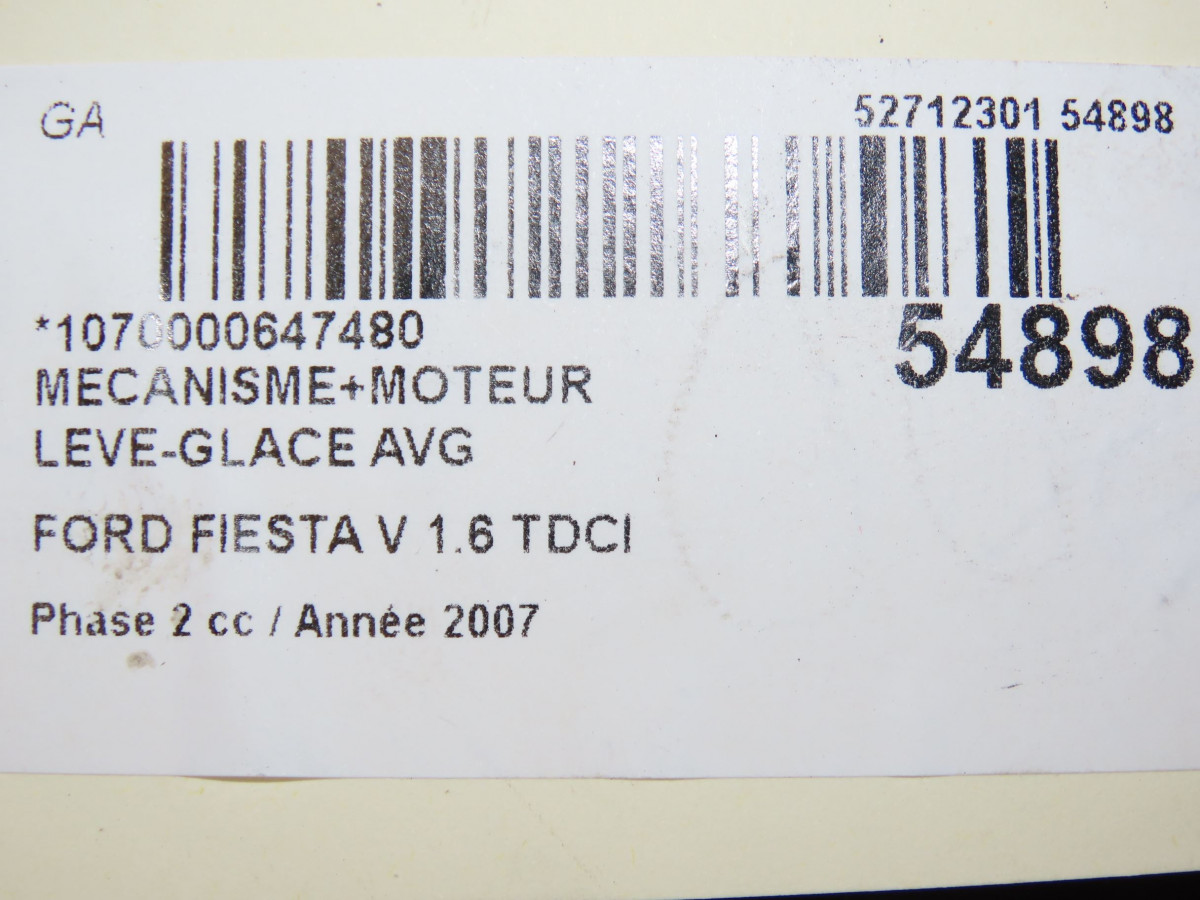 GA
52712301 54898
*1070000647480
54898
MECANISME+MOTEUR
LEVE-GLACE AVG
FORD FIESTA V 1.6 TDCI
Phase 2 cc / Année 2007